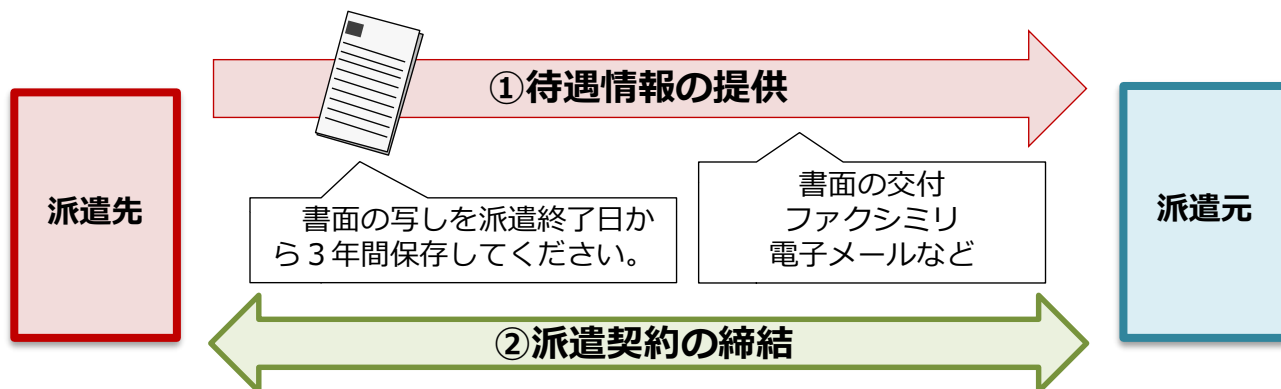 ①待遇情報の提供
派遣先
書面の写しを派遣終了日か
ら３年間保存してください。
書面の交付
ファクシミリ
電子メールなど
派遣元
②派遣契約の締結